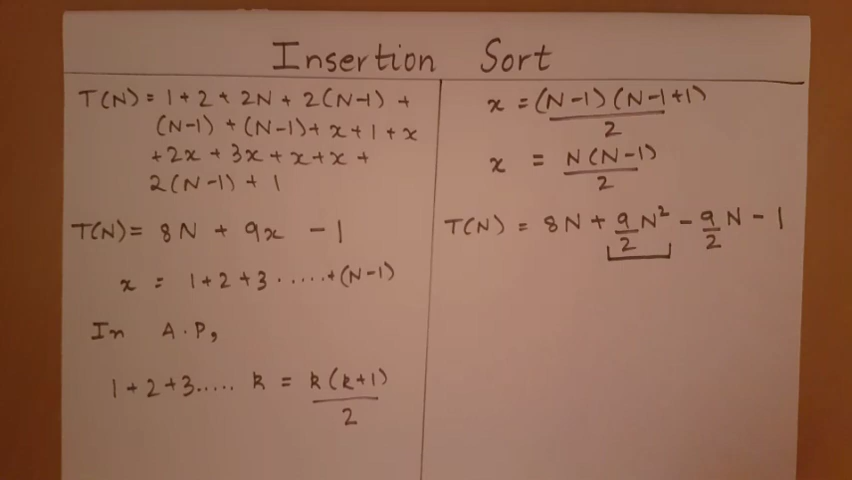 Insertion Sort
T(N) = 1 + 2 + 2N + 2(N-1) +
(N-1) + (N-1) + x + 1 + x
+ 2x + 3x + x + x +
2(N-1) + 1
T(N) = 8N + 9x - 1
x = 1 + 2 + 3 ...... + (N-1)
In A.P,
1 + 2 + 3 ..... k = k(k+1)/2
x = (N-1)(N-1+1)/2
x = N(N-1)/2
T(N) = 8N + 9/2 N² - 9/2 N - 1